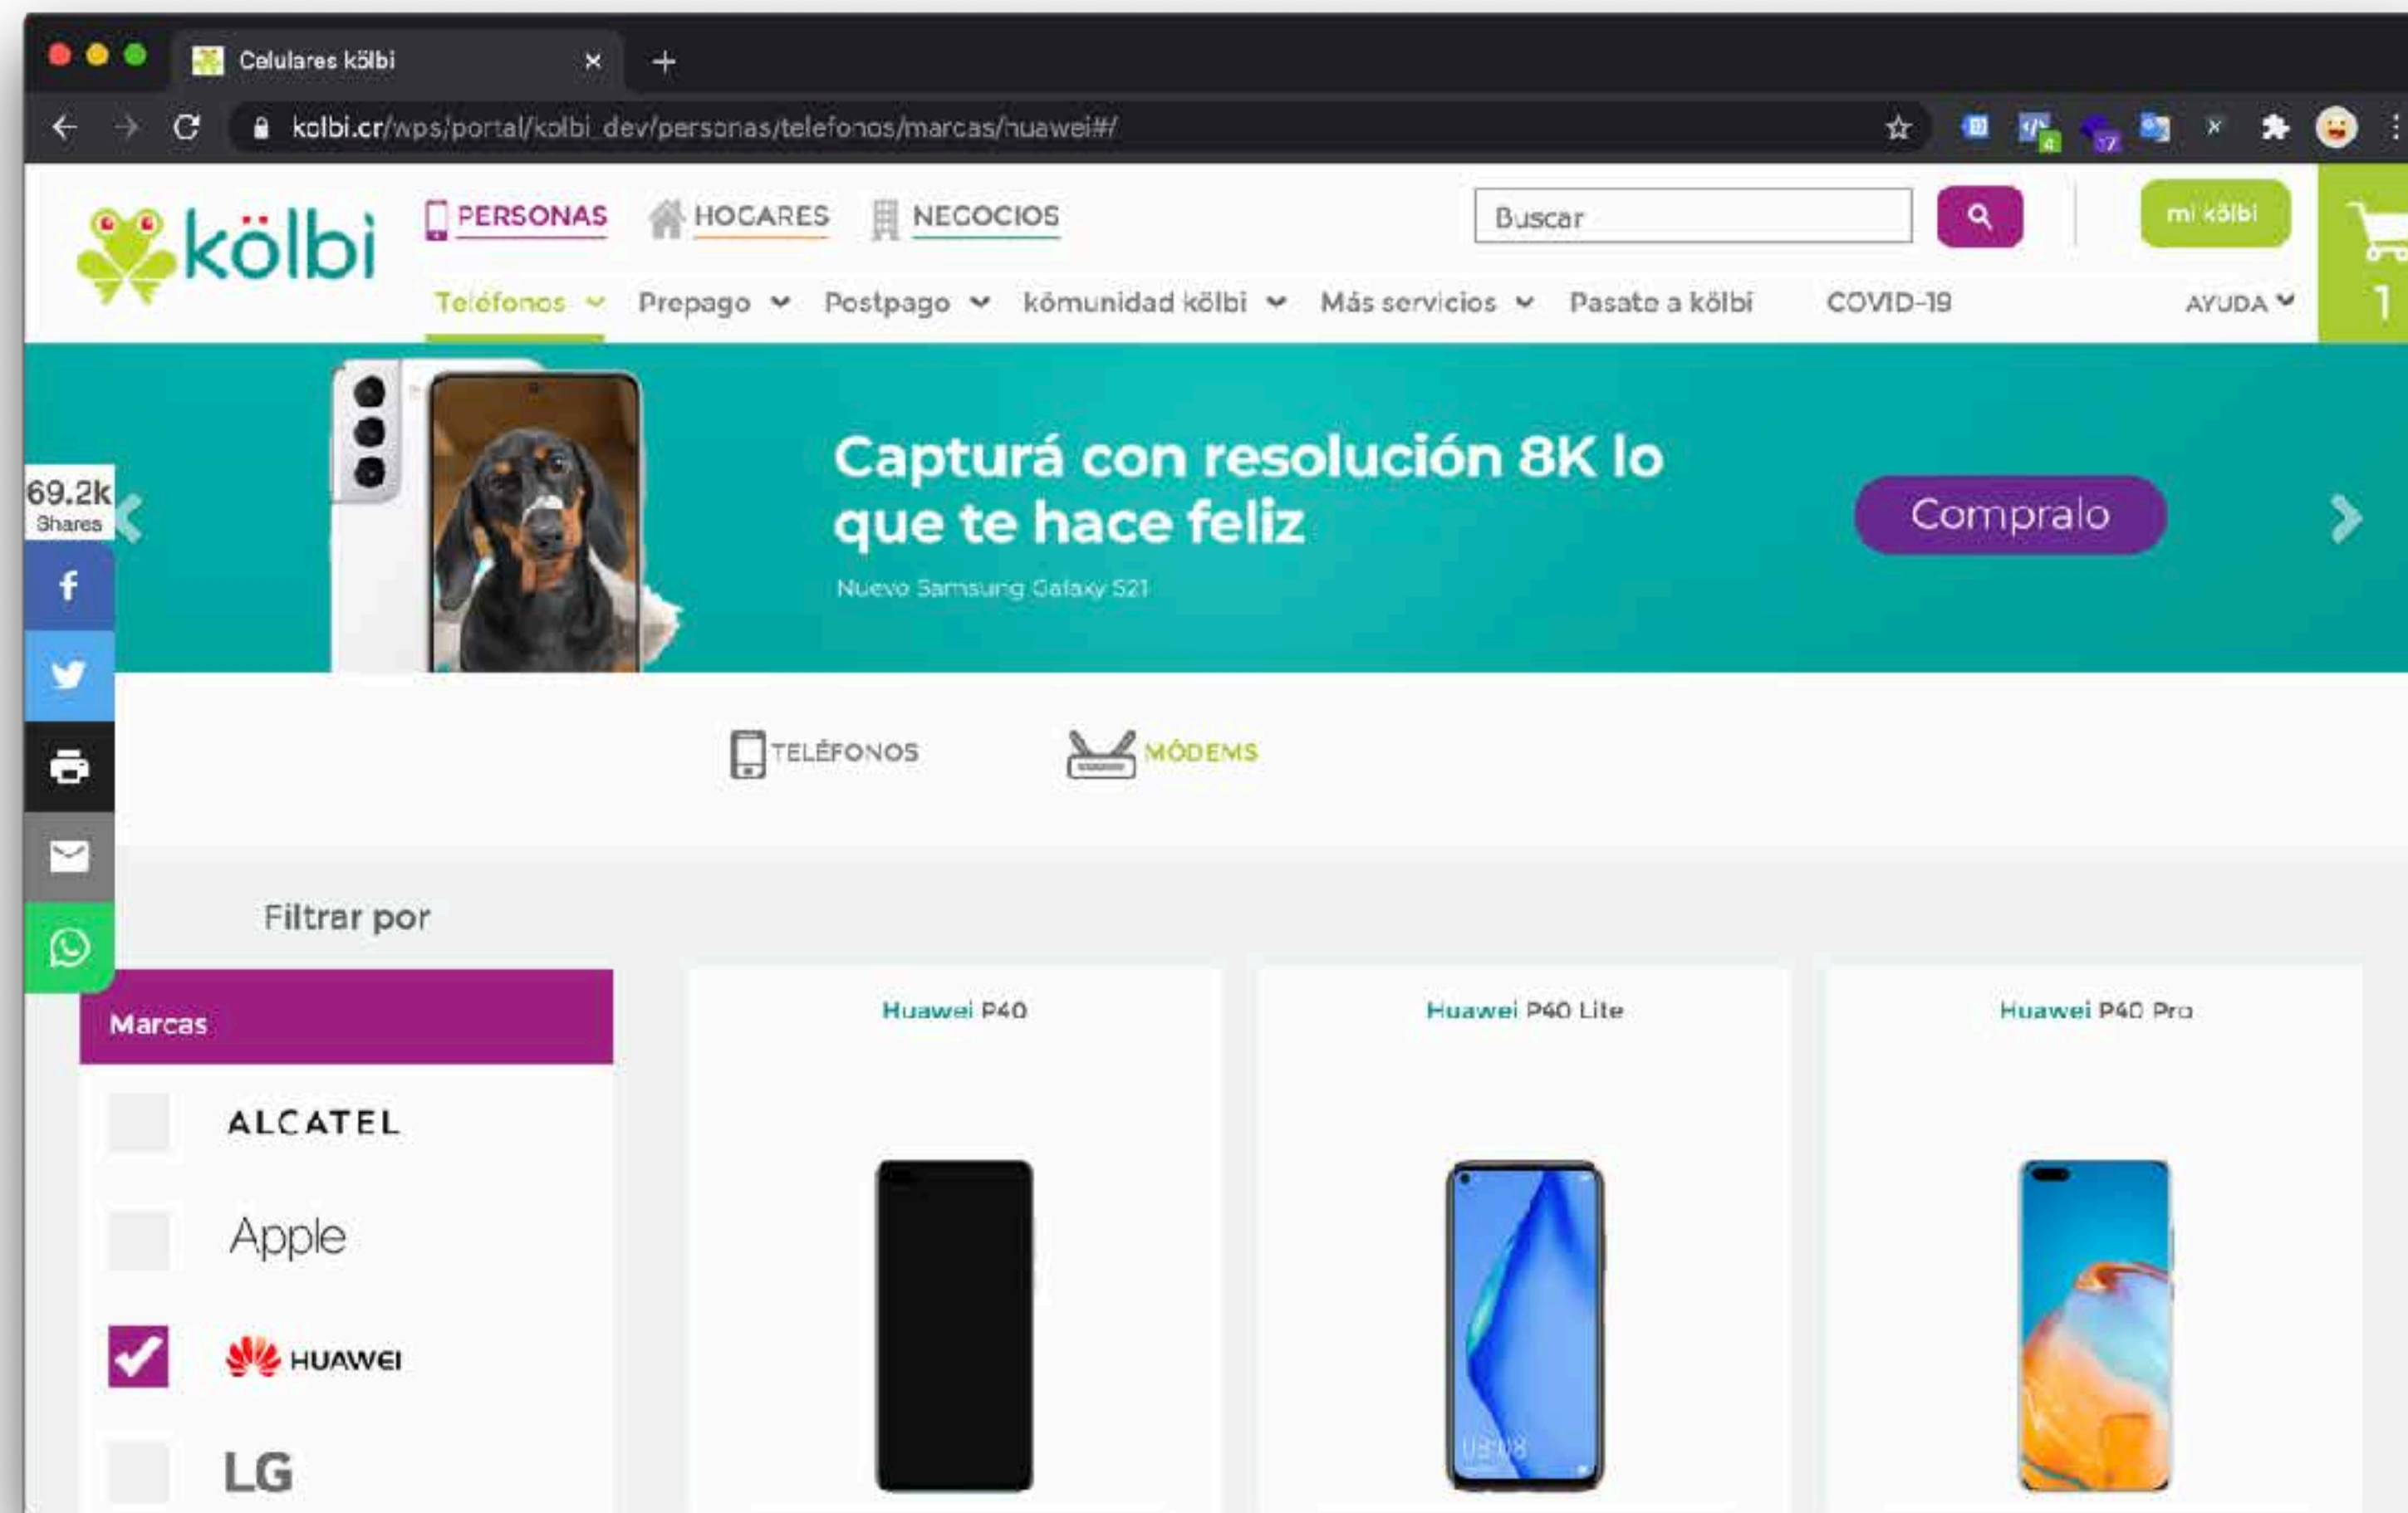 Celulares kölbi
kolbi.cr/wps/portal/kolbi_dev/personas/telefonos/marcas/huawei#/
kölbi
PERSONAS HOGARES NEGOCIOS
Buscar
mi kölbi
Teléfonos Prepago Postpago kömunidad kölbi Más servicios Pasate a kölbi COVID-19 AYUDA 1
Capturá con resolución 8K lo
que te hace feliz
Nuevo Samsung Galaxy S21
Compralo
69.2k
Shares
TELÉFONOS MÓDEMS
Filtrar por
Marcas
ALCATEL
Apple
HUAWEI
LG
Huawei P40
Huawei P40 Lite
Huawei P40 Pro
03:08